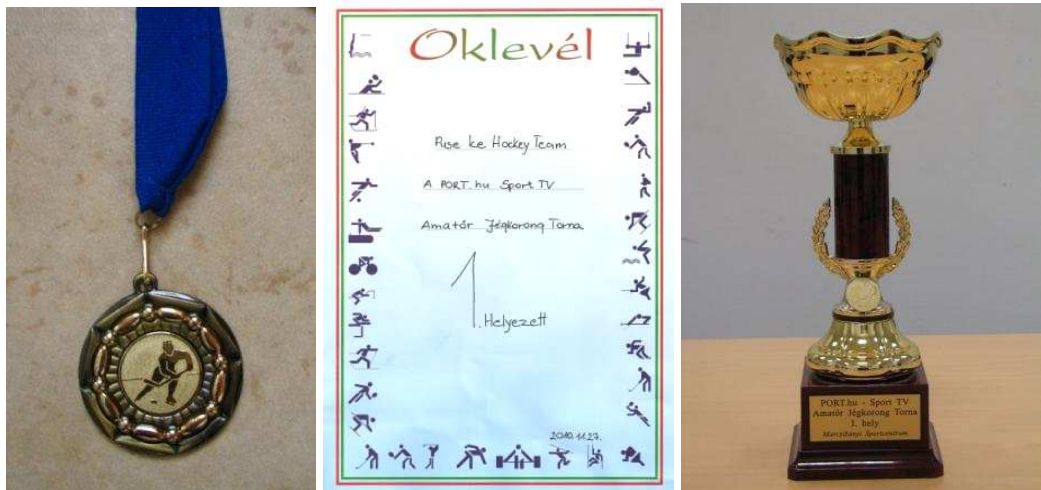 Oklevél
Puse Ice Hockey Team
A PORT.hu Sport TV
Amatőr Jégkorong Torna
1. Helyezett
2010.11.27.
PORT.hu - Sport TV
Amatőr Jégkorong Torna
1. hely
Marczibányi Sportcentrum